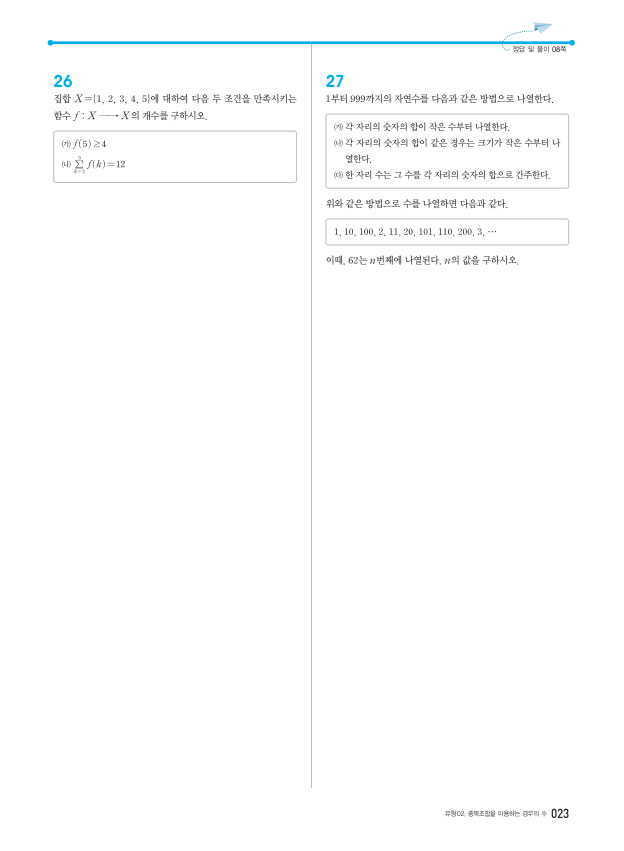 정답 및 풀이 08쪽
26
집합 X={1, 2, 3, 4, 5}에 대하여 다음 두 조건을 만족시키는
함수 f : X ─→ X의 개수를 구하시오.
㈎ f(5)≥4
㈏ ∑_{k=1}^{5} f(k)=12
27
1부터 999까지의 자연수를 다음과 같은 방법으로 나열한다.
㈎ 각 자리의 숫자의 합이 작은 수부터 나열한다.
㈏ 각 자리의 숫자의 합이 같은 경우는 크기가 작은 수부터 나
열한다.
㈐ 한 자리 수는 그 수를 각 자리의 숫자의 합으로 간주한다.
위와 같은 방법으로 수를 나열하면 다음과 같다.
1, 10, 100, 2, 11, 20, 101, 110, 200, 3, ⋯
이때, 62는 n번째에 나열된다. n의 값을 구하시오.
유형02. 중복조합을 이용하는 경우의 수 023